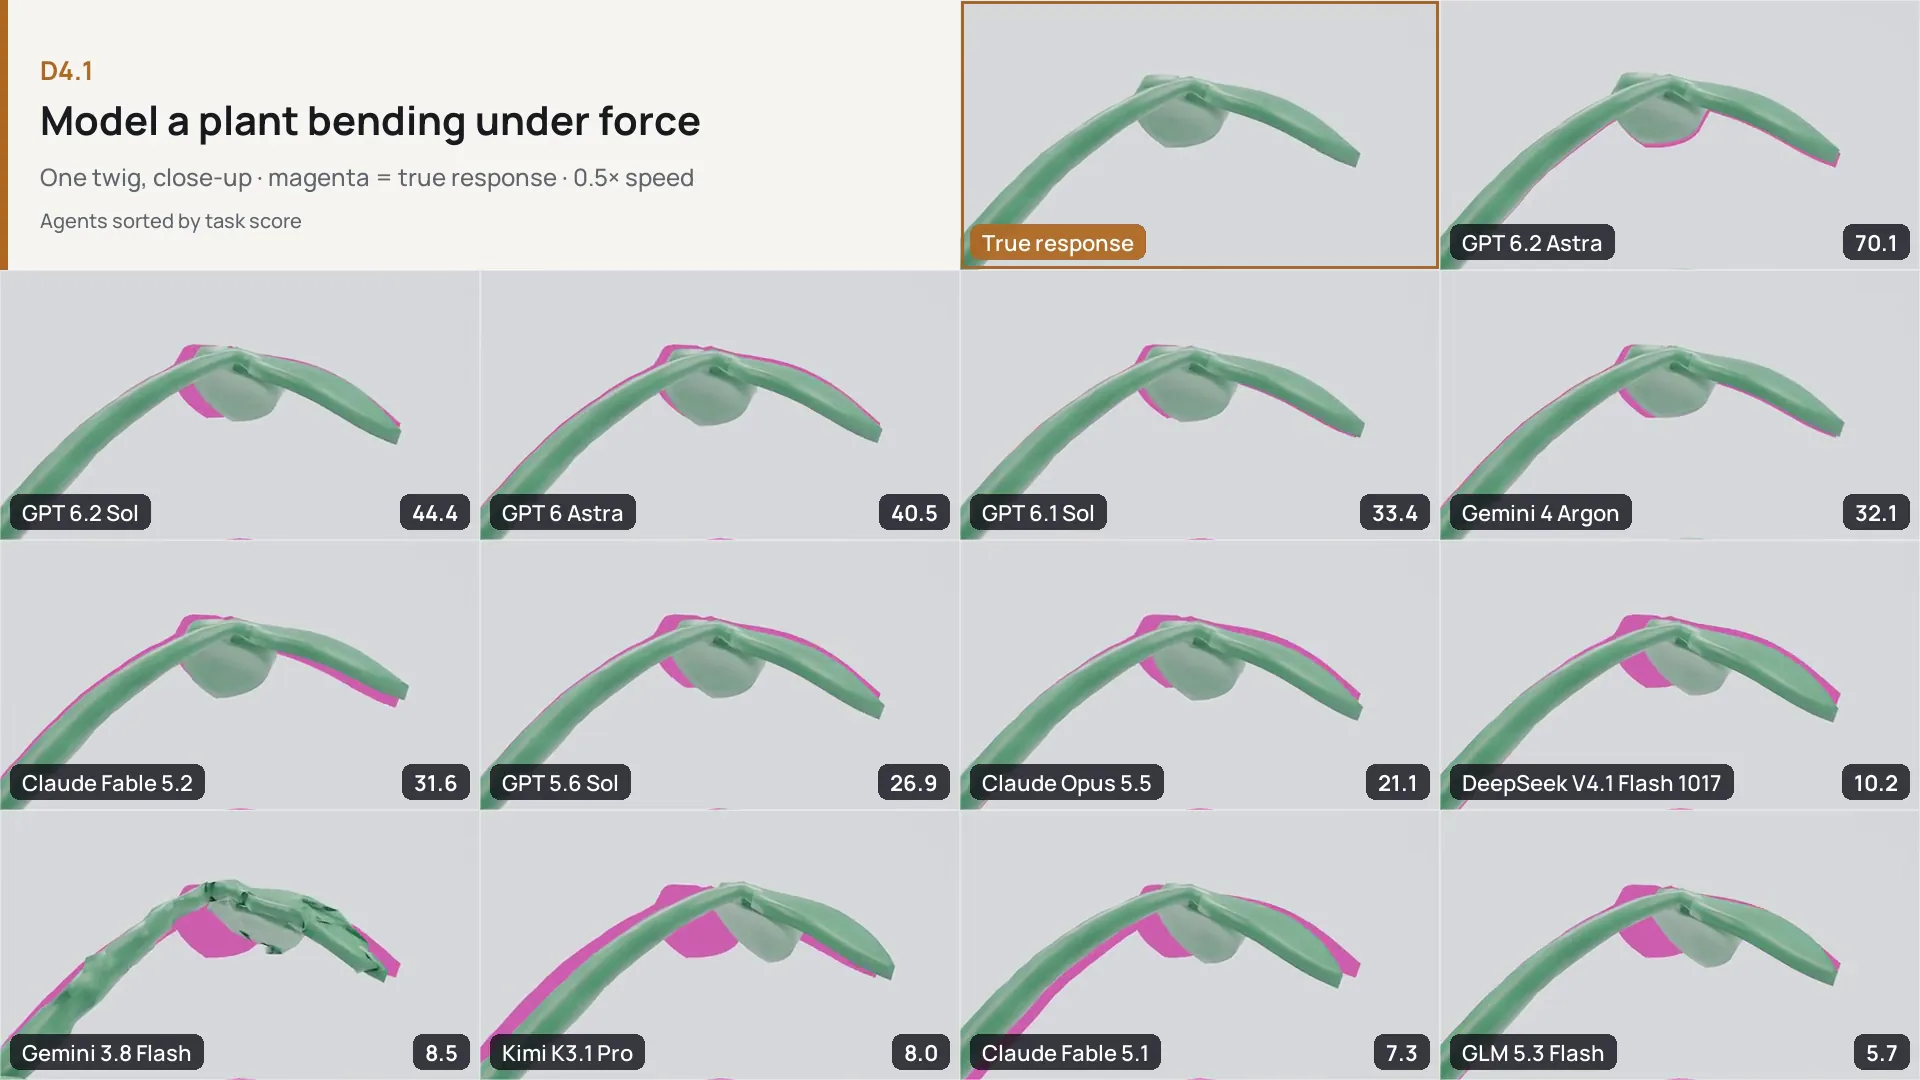 D4.1
Model a plant bending under force
One twig, close-up · magenta = true response · 0.5× speed
Agents sorted by task score
True response
GPT 6.2 Astra
70.1
GPT 6.2 Sol
44.4
GPT 6 Astra
40.5
GPT 6.1 Sol
33.4
Gemini 4 Argon
32.1
Claude Fable 5.2
31.6
GPT 5.6 Sol
26.9
Claude Opus 5.5
21.1
DeepSeek V4.1 Flash 1017
10.2
Gemini 3.8 Flash
8.5
Kimi K3.1 Pro
8.0
Claude Fable 5.1
7.3
GLM 5.3 Flash
5.7